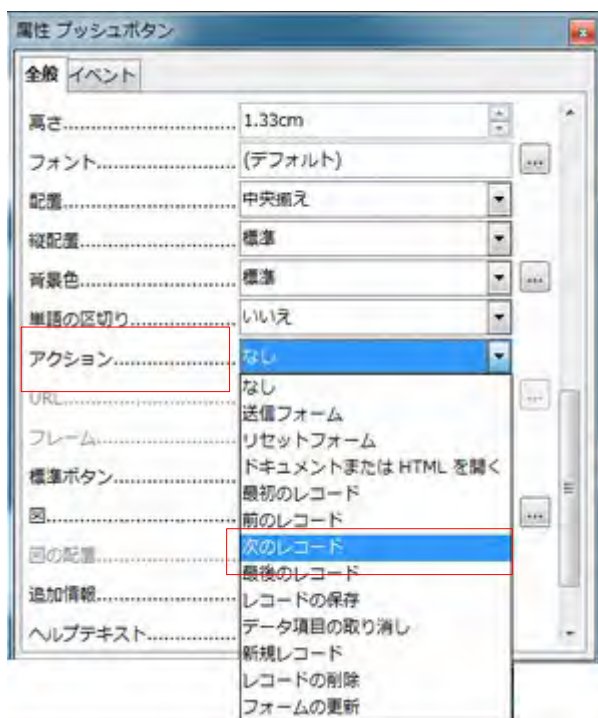 属性 プッシュボタン
全般 イベント
高さ.............................. 1.33cm
フォント......................... (デフォルト) ...
配置.............................. 中央揃え
縦配置........................... 標準
背景色........................... 標準 ...
単語の区切り.................. いいえ
アクション...................... なし
なし
URL.............................. ...
送信フォーム
フレーム......................... リセットフォーム
ドキュメントまたは HTML を開く
標準ボタン......................
最初のレコード
図................................. 前のレコード ...
次のレコード
図の配置.........................
最後のレコード
追加情報......................... レコードの保存
ヘルプテキスト.................. データ項目の取り消し
新規レコード
レコードの削除
フォームの更新